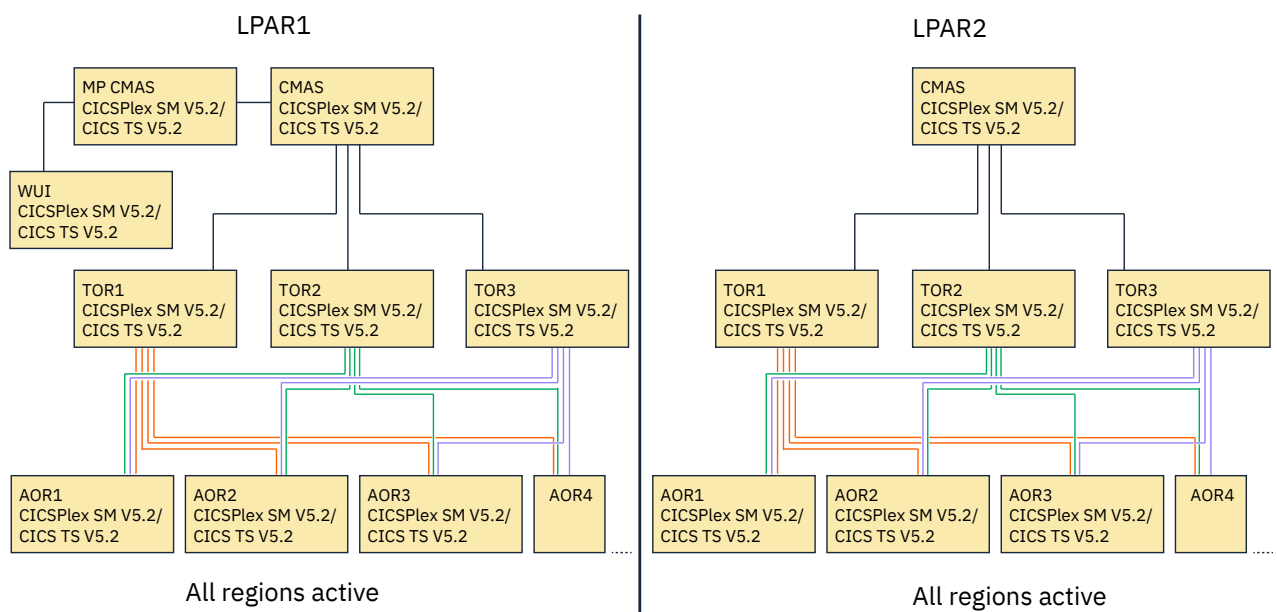 LPAR1
MP CMAS
CICSPlex SM V5.2/
CICS TS V5.2
CMAS
CICSPlex SM V5.2/
CICS TS V5.2
WUI
CICSPlex SM V5.2/
CICS TS V5.2
TOR1
CICSPlex SM V5.2/
CICS TS V5.2
TOR2
CICSPlex SM V5.2/
CICS TS V5.2
TOR3
CICSPlex SM V5.2/
CICS TS V5.2
AOR1
CICSPlex SM V5.2/
CICS TS V5.2
AOR2
CICSPlex SM V5.2/
CICS TS V5.2
AOR3
CICSPlex SM V5.2/
CICS TS V5.2
AOR4
All regions active
LPAR2
CMAS
CICSPlex SM V5.2/
CICS TS V5.2
TOR1
CICSPlex SM V5.2/
CICS TS V5.2
TOR2
CICSPlex SM V5.2/
CICS TS V5.2
TOR3
CICSPlex SM V5.2/
CICS TS V5.2
AOR1
CICSPlex SM V5.2/
CICS TS V5.2
AOR2
CICSPlex SM V5.2/
CICS TS V5.2
AOR3
CICSPlex SM V5.2/
CICS TS V5.2
AOR4
All regions active